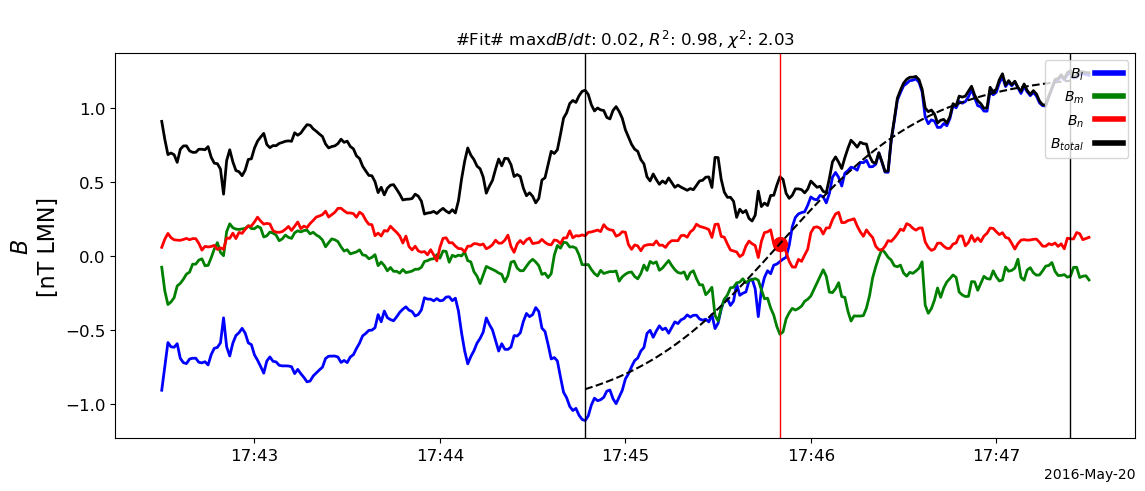 #Fit# maxdB/dt: 0.02, R²: 0.98, χ²: 2.03
B
[nT LMN]
1.0
0.5
0.0
−0.5
−1.0
B_l
B_m
B_n
B_total
17:43 17:44 17:45 17:46 17:47
2016-May-20